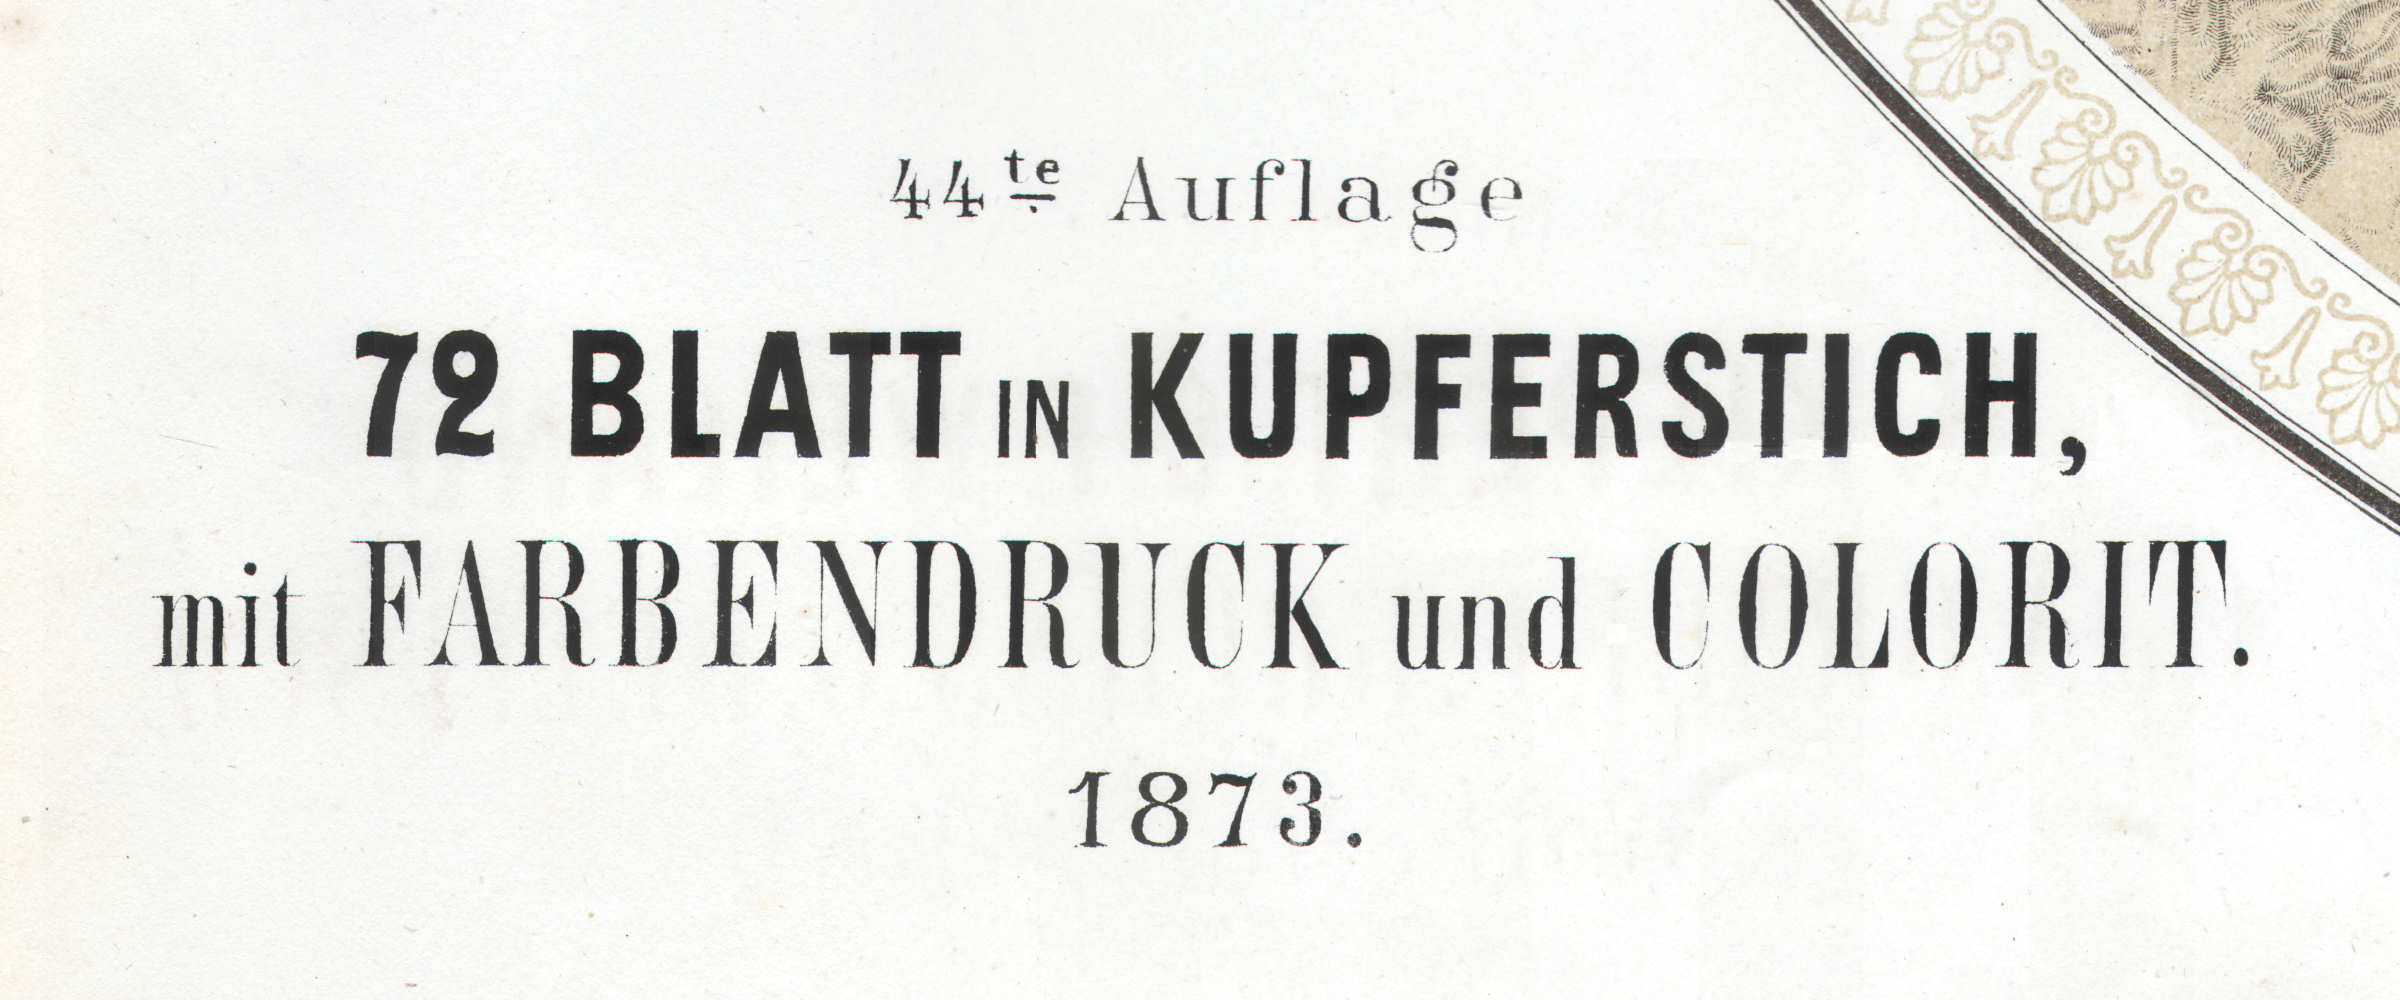 44te Auflage
72 BLATT IN KUPFERSTICH,
mit FARBENDRUCK und COLORIT.
1873.